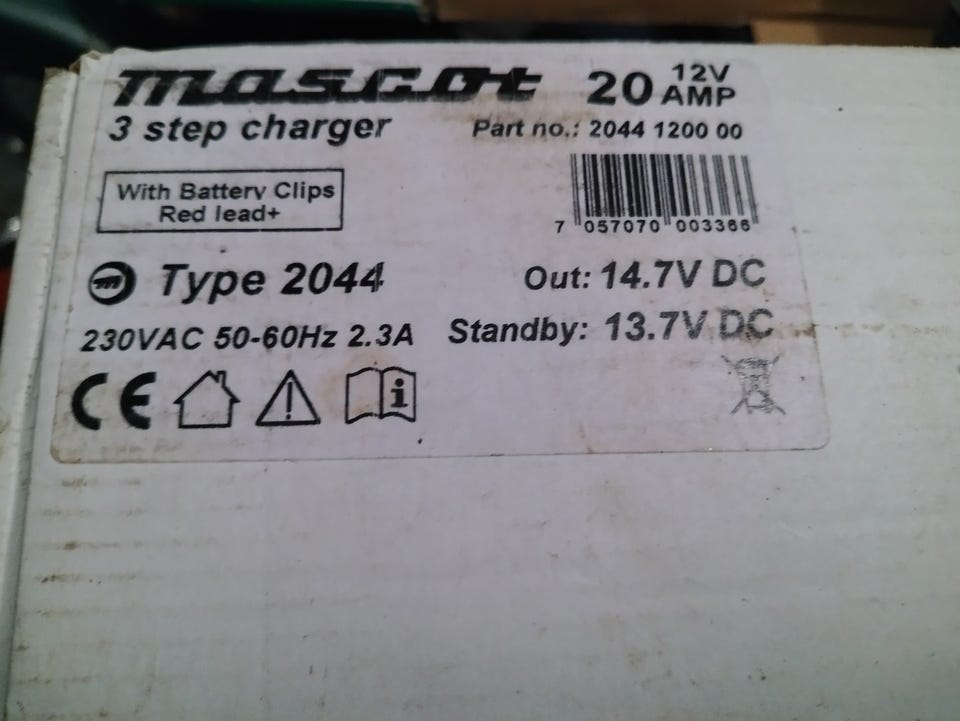 mascot
20 12V AMP
3 step charger
Part no.: 2044 1200 00
With Battery Clips
Red lead+
7 057070 003366
Type 2044
Out: 14.7V DC
230VAC 50-60Hz 2.3A
Standby: 13.7V DC
CE
i